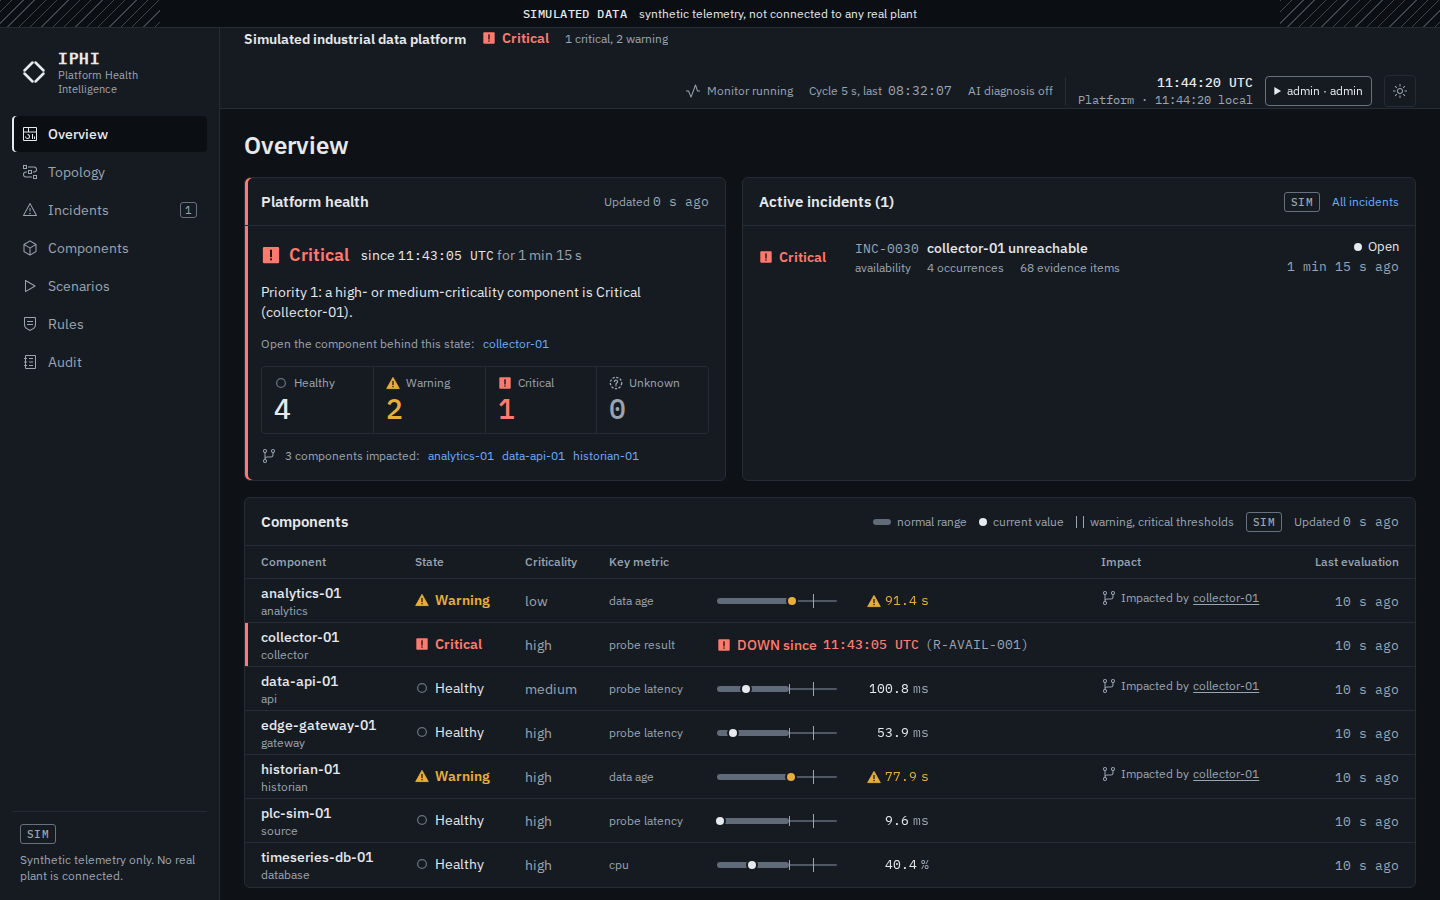 SIMULATED DATA synthetic telemetry, not connected to any real plant
IPHI
Platform Health
Intelligence
Overview
Topology
Incidents 1
Components
Scenarios
Rules
Audit
SIM
Synthetic telemetry only. No real
plant is connected.
Simulated industrial data platform Critical 1 critical, 2 warning
Monitor running Cycle 5 s, last 08:32:07 AI diagnosis off
11:44:20 UTC
Platform · 11:44:20 local
admin · admin
Overview
Platform health Updated 0 s ago
Critical since 11:43:05 UTC for 1 min 15 s
Priority 1: a high- or medium-criticality component is Critical
(collector-01).
Open the component behind this state: collector-01
Healthy Warning Critical Unknown
4 2 1 0
3 components impacted: analytics-01 data-api-01 historian-01
Active incidents (1) SIM All incidents
Critical INC-0030 collector-01 unreachable Open
availability 4 occurrences 68 evidence items 1 min 15 s ago
Components normal range current value warning, critical thresholds SIM Updated 0 s ago
Component State Criticality Key metric Impact Last evaluation
analytics-01 Warning low data age 91.4 s Impacted by collector-01 10 s ago
analytics
collector-01 Critical high probe result DOWN since 11:43:05 UTC (R-AVAIL-001) 10 s ago
collector
data-api-01 Healthy medium probe latency 100.8 ms Impacted by collector-01 10 s ago
api
edge-gateway-01 Healthy high probe latency 53.9 ms 10 s ago
gateway
historian-01 Warning high data age 77.9 s Impacted by collector-01 10 s ago
historian
plc-sim-01 Healthy high probe latency 9.6 ms 10 s ago
source
timeseries-db-01 Healthy high cpu 40.4 % 10 s ago
database